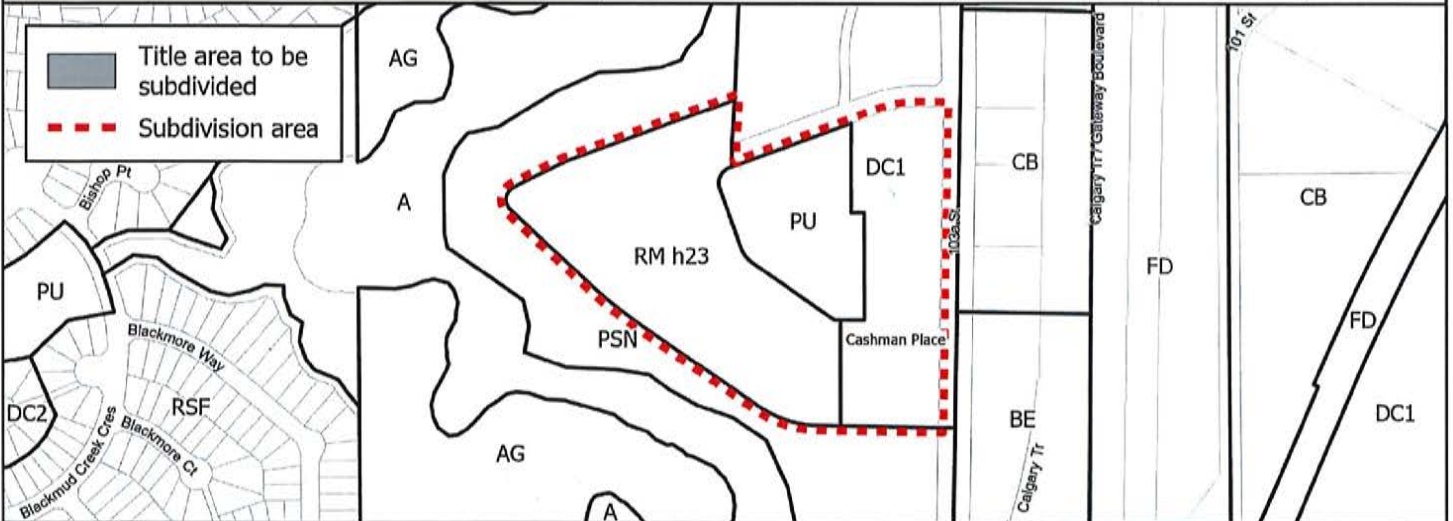 Title area to be
subdivided
Subdivision area
AG
101 St
Calgary Tr / Gateway Boulevard
Bishop Pt
DC1
CB
CB
A
PU
103a St
RM h23
FD
PU
FD
Blackmore Way
PSN
Cashman Place
DC2
RSF
BE
DC1
Blackmud Creek Cres
Blackmore Ct
AG
Calgary Tr
A